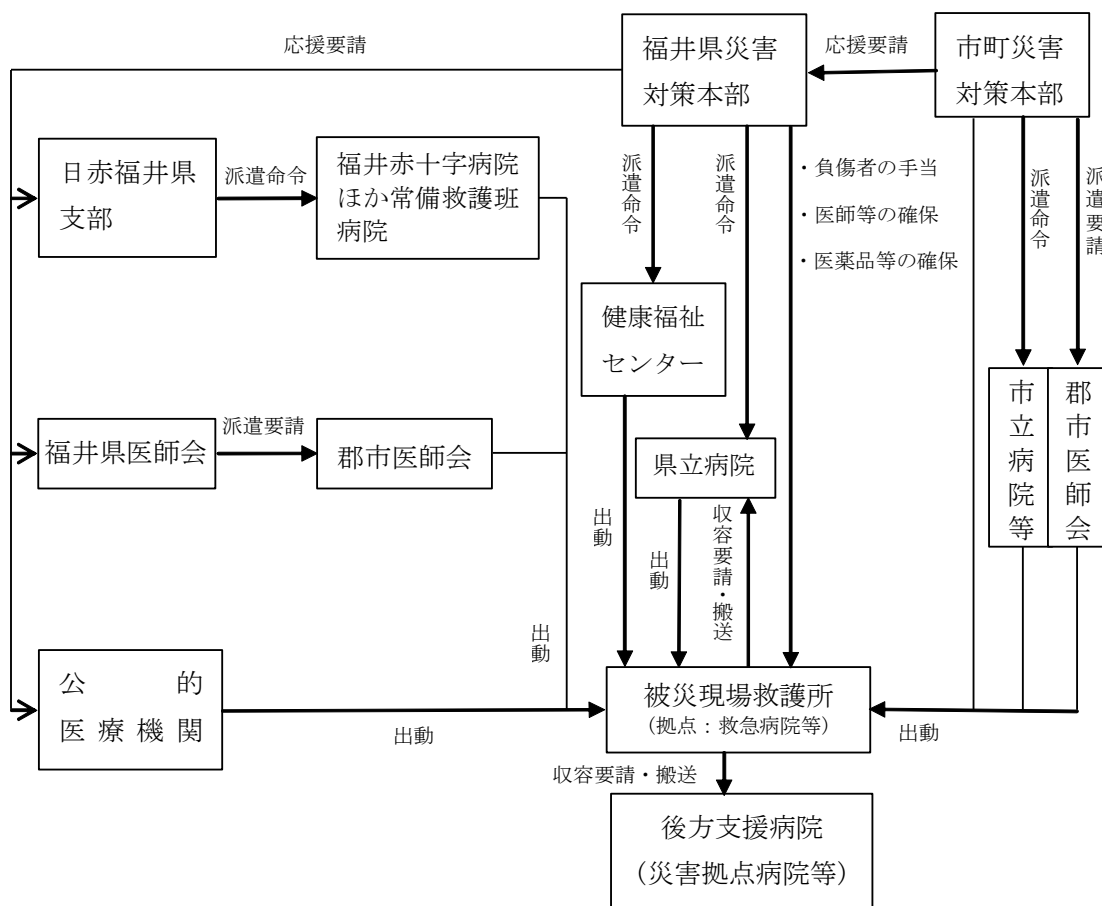 応援要請
福井県災害
対策本部
応援要請
市町災害
対策本部
日赤福井県
支部
派遣命令
福井赤十字病院
ほか常備救護班
病院
派遣命令
派遣命令
・負傷者の手当
・医師等の確保
・医薬品等の確保
派遣命令
派遣要請
健康福祉
センター
福井県医師会
派遣要請
郡市医師会
県立病院
市立病院等
郡市医師会
出動
出動
収容要請・搬送
出動
公的
医療機関
出動
被災現場救護所
(拠点：救急病院等)
出動
収容要請・搬送
後方支援病院
（災害拠点病院等）